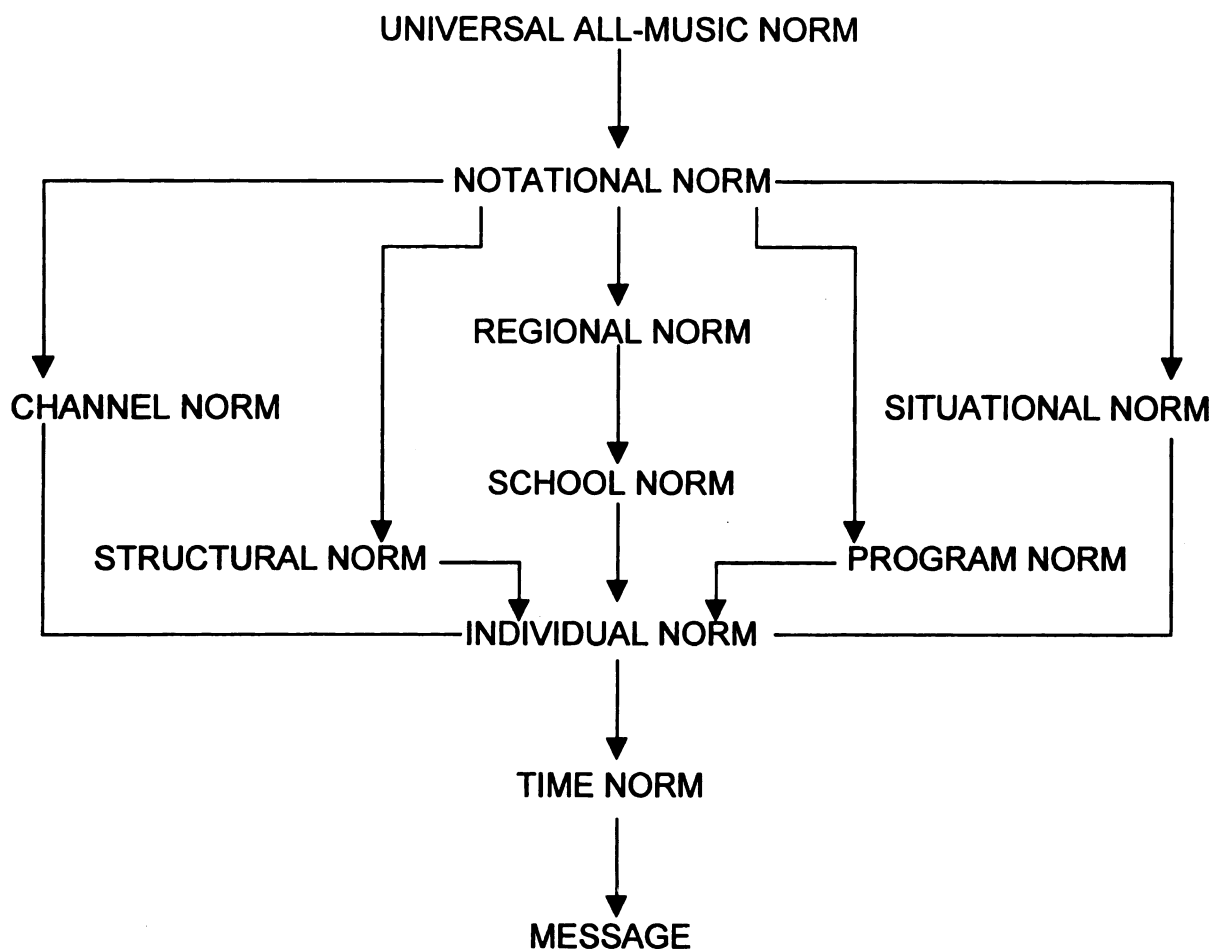 UNIVERSAL ALL-MUSIC NORM
NOTATIONAL NORM
REGIONAL NORM
CHANNEL NORM
SITUATIONAL NORM
SCHOOL NORM
STRUCTURAL NORM
PROGRAM NORM
INDIVIDUAL NORM
TIME NORM
MESSAGE